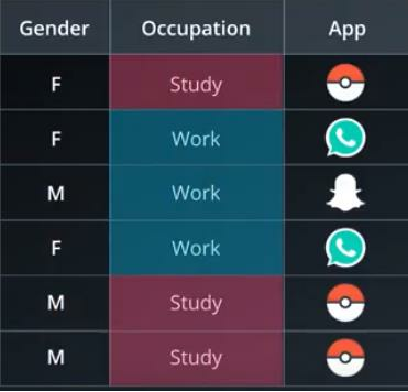 Gender Occupation App
F Study
F Work
M Work
F Work
M Study
M Study